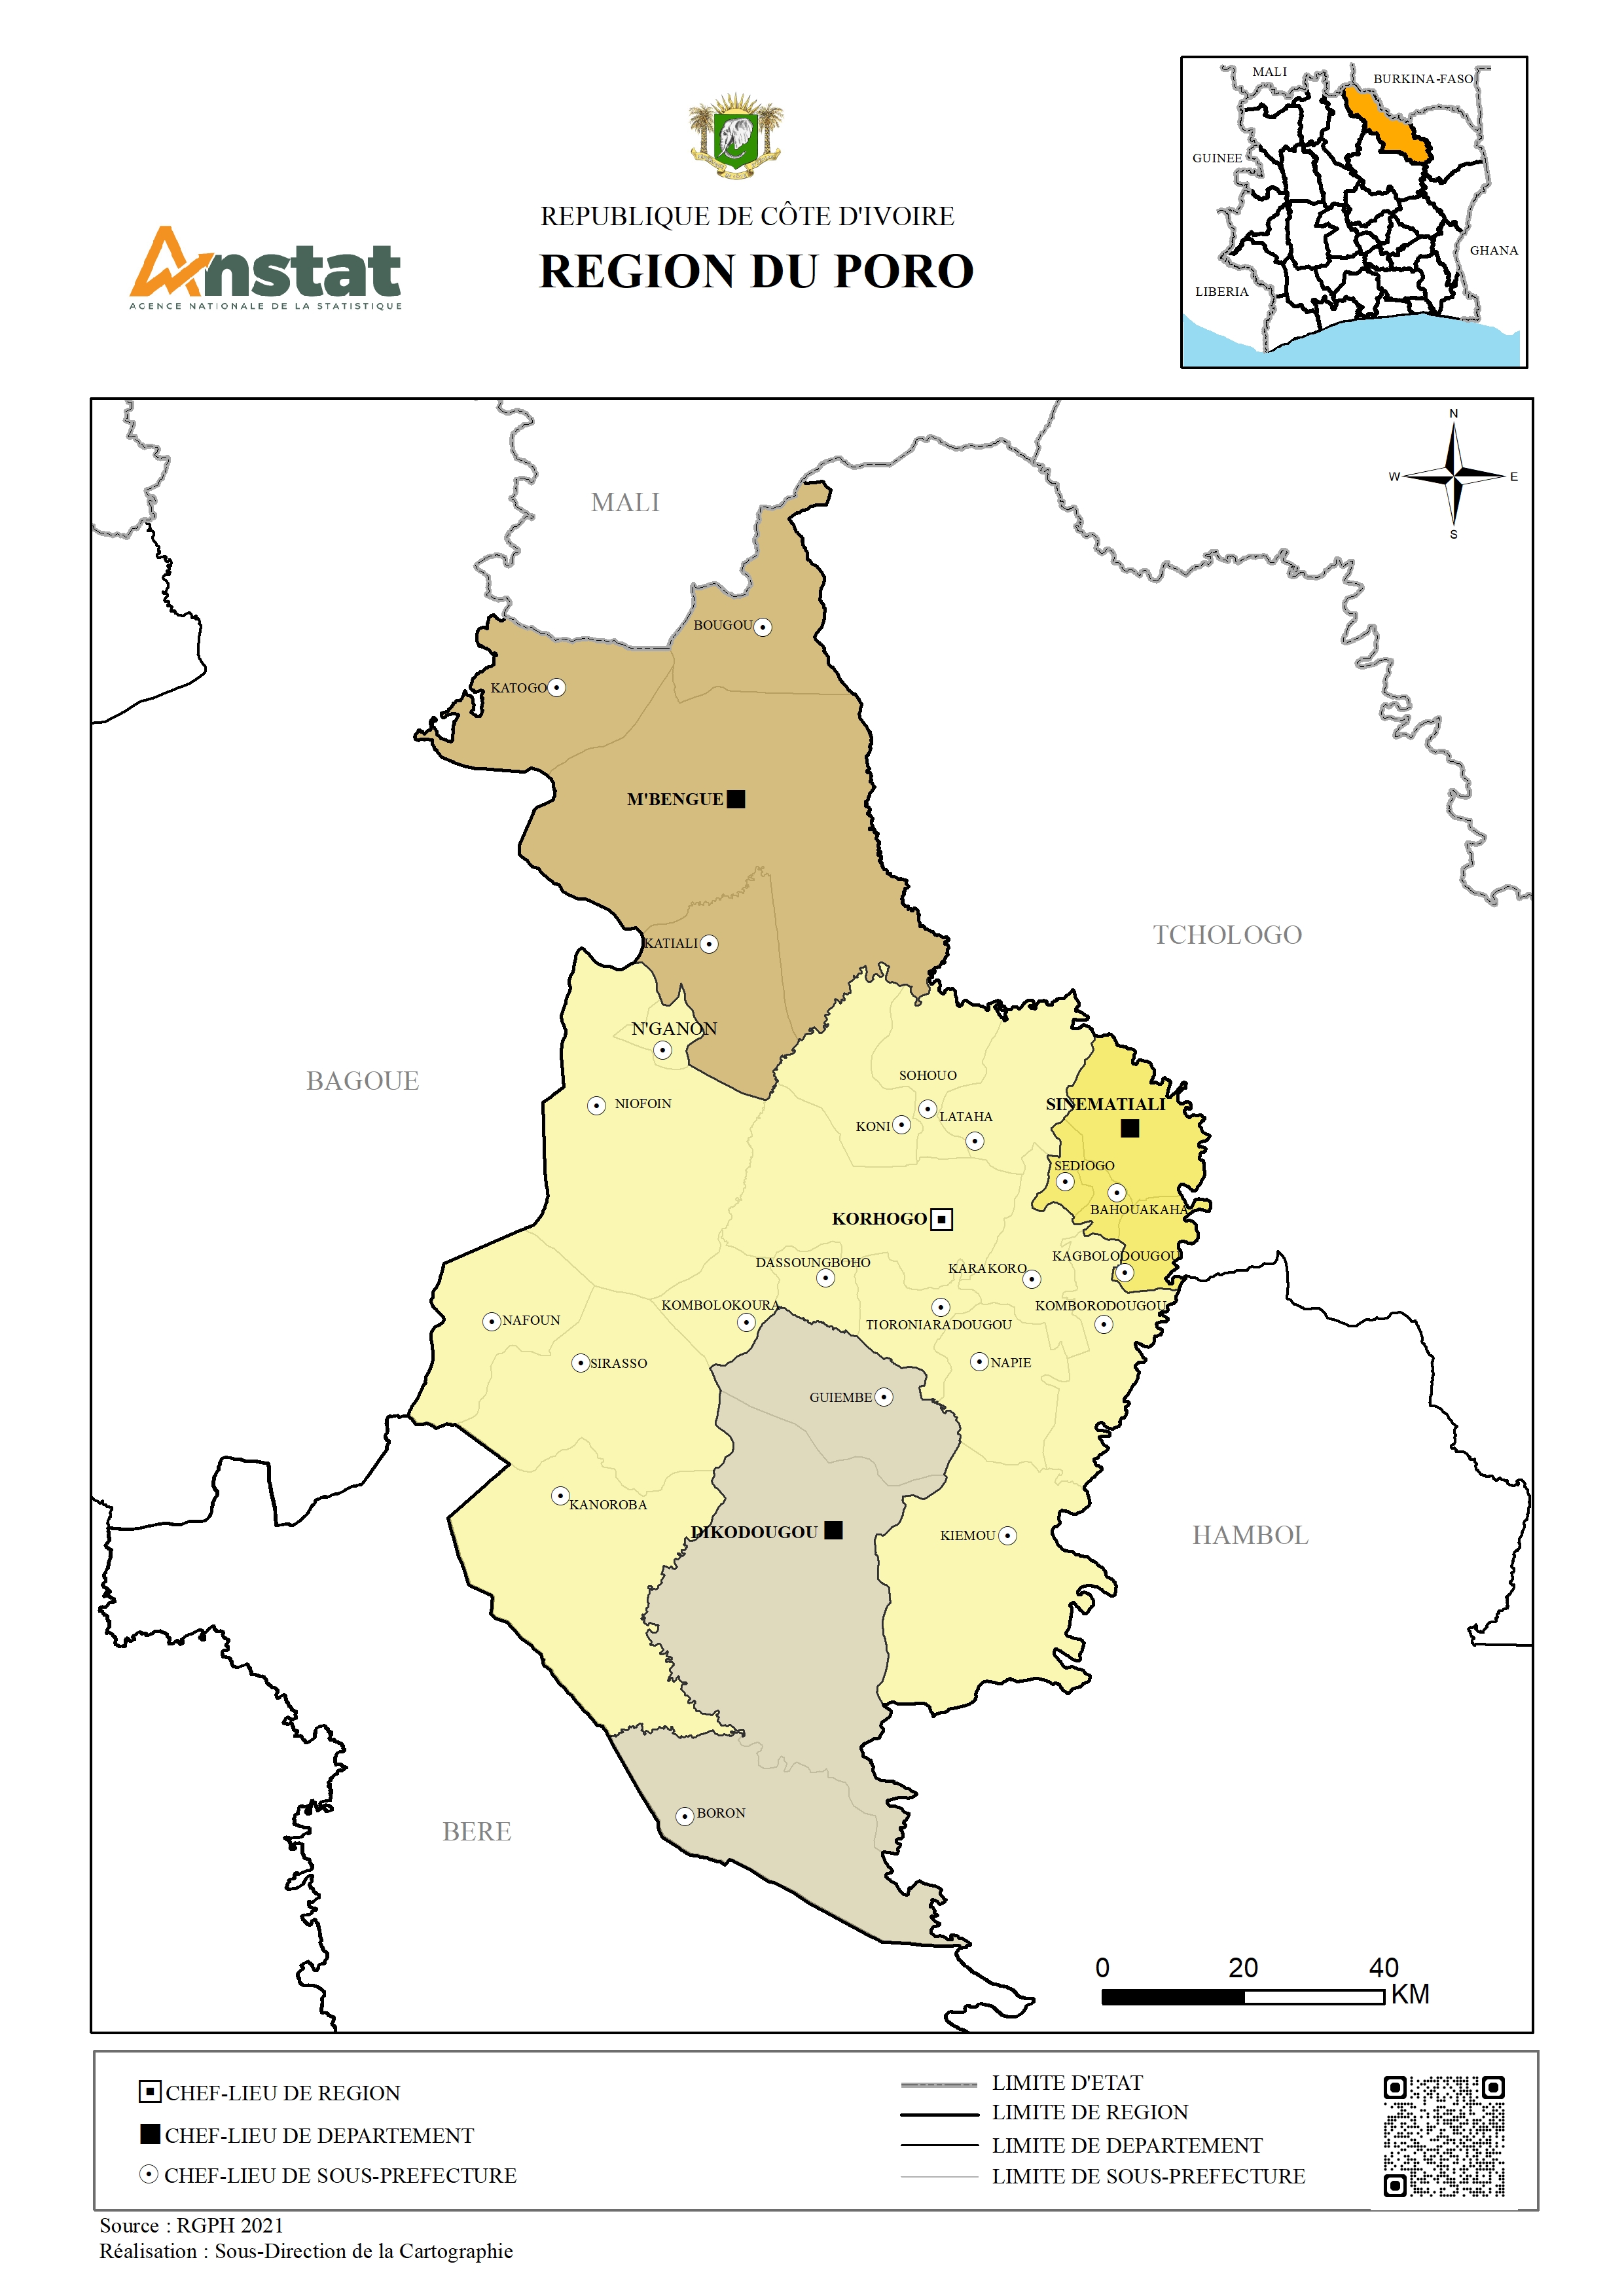 MALI
BURKINA-FASO
GUINEE
GHANA
LIBERIA
REPUBLIQUE DE CÔTE D'IVOIRE
REGION DU PORO
Anstat
AGENCE NATIONALE DE LA STATISTIQUE
N
W
E
S
MALI
BOUGOU
KATOGO
M'BENGUE
TCHOLOGO
KATIALI
N'GANON
BAGOUE
SOHOUO
NIOFOIN
SINEMATIALI
LATAHA
KONI
SEDIOGO
BAHOUAKAHA
KORHOGO
KAGBOLODOUGOU
DASSOUNGBOHO
KARAKORO
KOMBOLOKOURA
KOMBORODOUGOU
NAFOUN
TIORONIARADOUGOU
SIRASSO
NAPIE
GUIEMBE
KANOROBA
DIKODOUGOU
KIEMOU
HAMBOL
BORON
BERE
0 20 40
KM
CHEF-LIEU DE REGION
CHEF-LIEU DE DEPARTEMENT
CHEF-LIEU DE SOUS-PREFECTURE
LIMITE D'ETAT
LIMITE DE REGION
LIMITE DE DEPARTEMENT
LIMITE DE SOUS-PREFECTURE
Source : RGPH 2021
Réalisation : Sous-Direction de la Cartographie